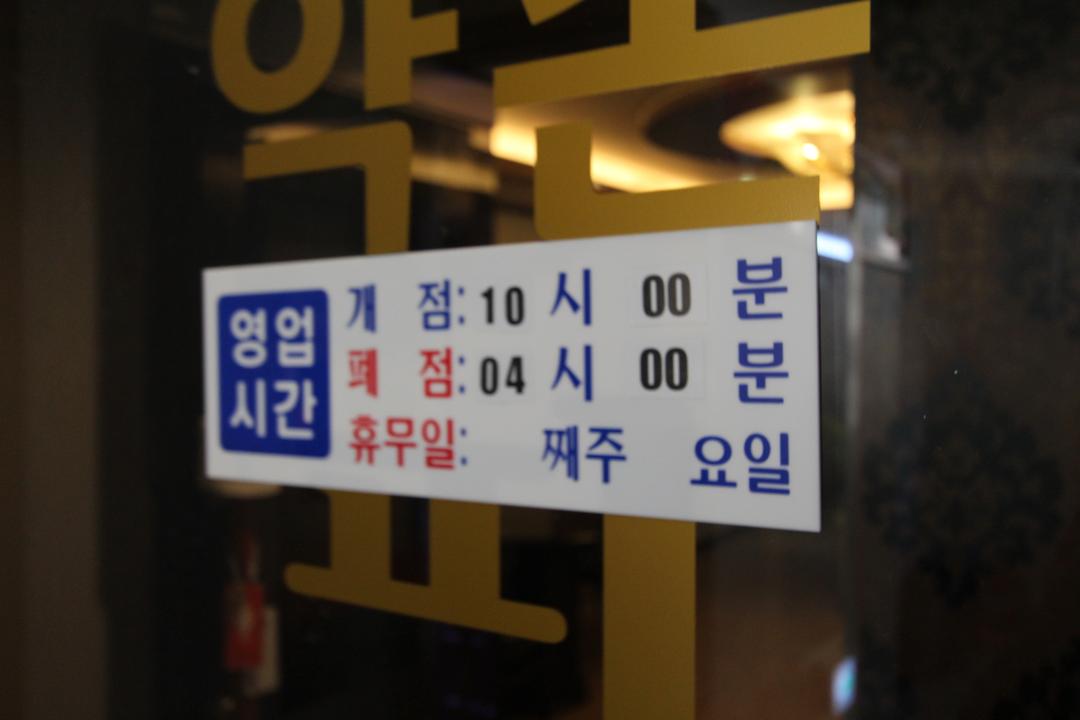 영업
시간
개 점: 10 시 00 분
폐 점: 04 시 00 분
휴무일: 째주 요일